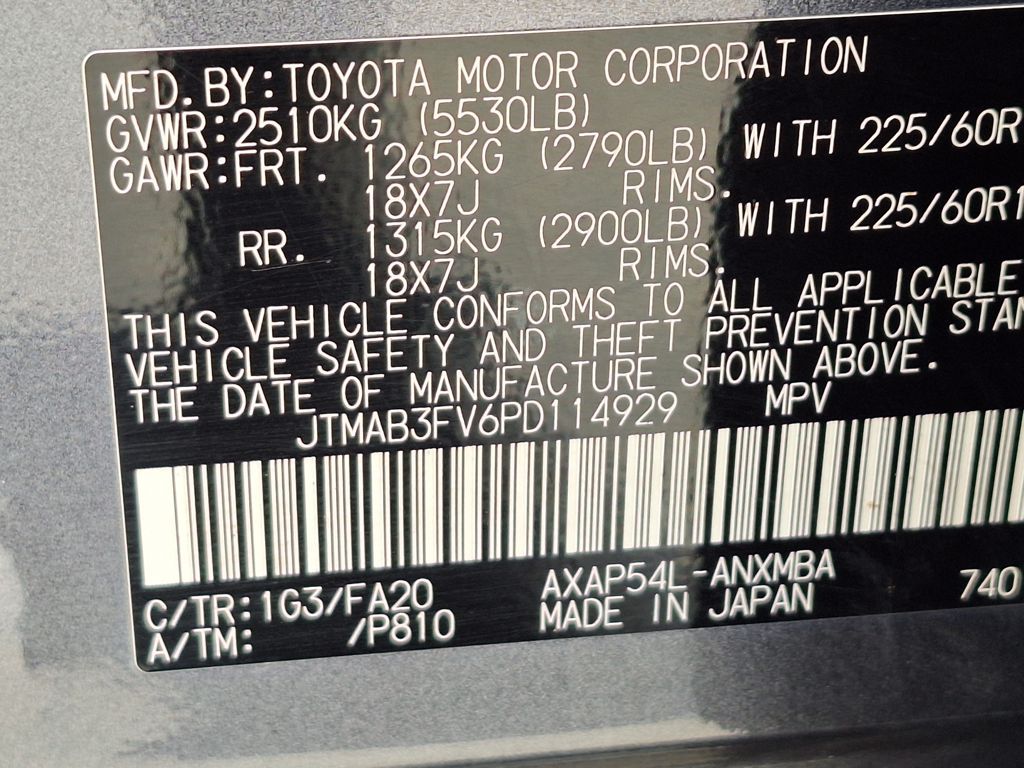 MFD.BY:TOYOTA MOTOR CORPORATION
GVWR:2510KG (5530LB)
GAWR:FRT. 1265KG (2790LB) WITH 225/60R
18X7J RIMS.
RR. 1315KG (2900LB) WITH 225/60R1
18X7J RIMS.
THIS VEHICLE CONFORMS TO ALL APPLICABLE
VEHICLE SAFETY AND THEFT PREVENTION STAN
THE DATE OF MANUFACTURE SHOWN ABOVE.
JTMAB3FV6PD114929 MPV
C/TR:1G3/FA20 AXAP54L-ANXMBA 740
A/TM: /P810 MADE IN JAPAN